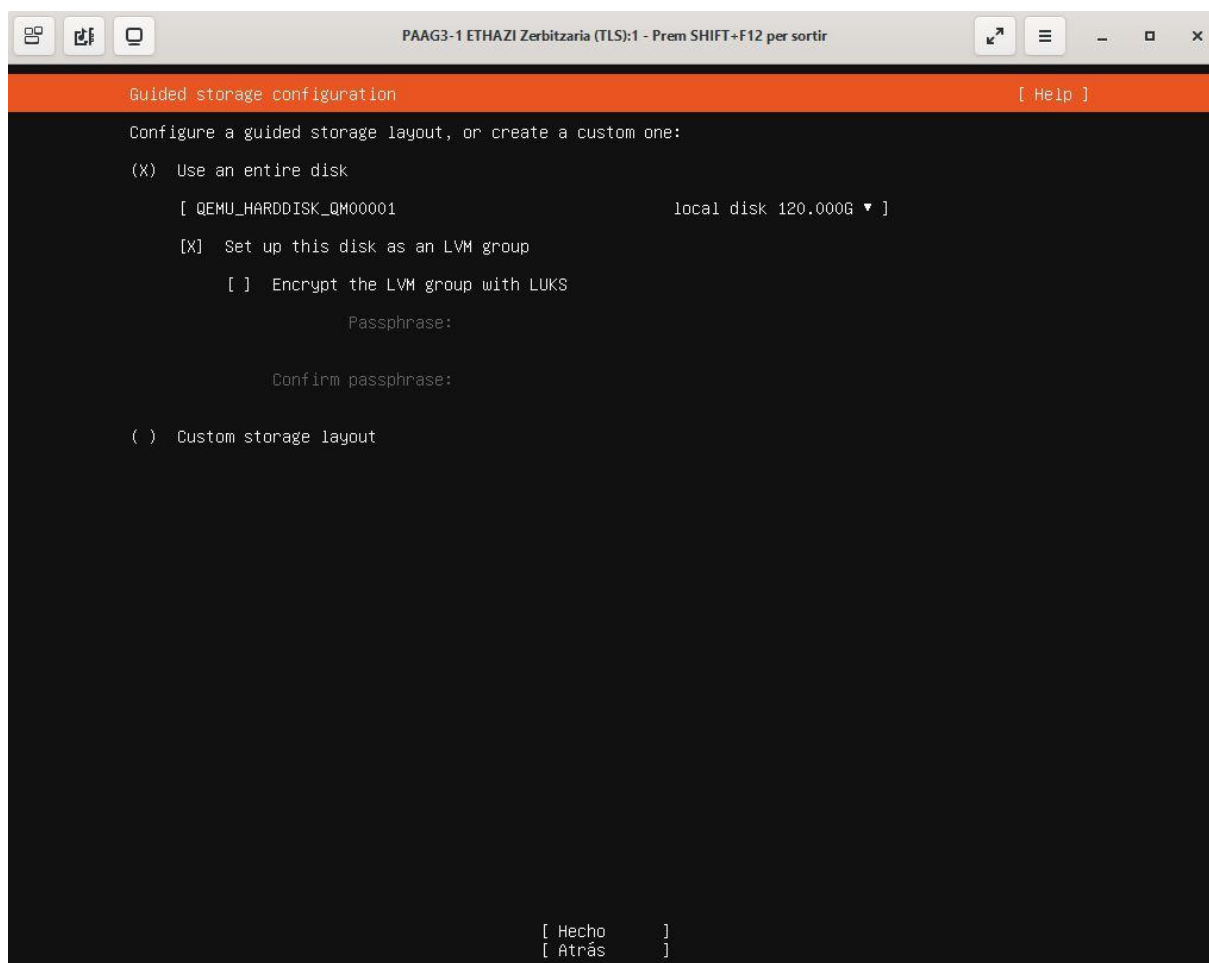 PAAG3-1 ETHAZI Zerbitzaria (TLS):1 - Prem SHIFT+F12 per sortir
Guided storage configuration [ Help ]
Configure a guided storage layout, or create a custom one:
(X) Use an entire disk
[ QEMU_HARDDISK_QM00001 local disk 120.000G ▾ ]
[X] Set up this disk as an LVM group
[ ] Encrypt the LVM group with LUKS
Passphrase:
Confirm passphrase:
( ) Custom storage layout
[ Hecho ]
[ Atrás ]